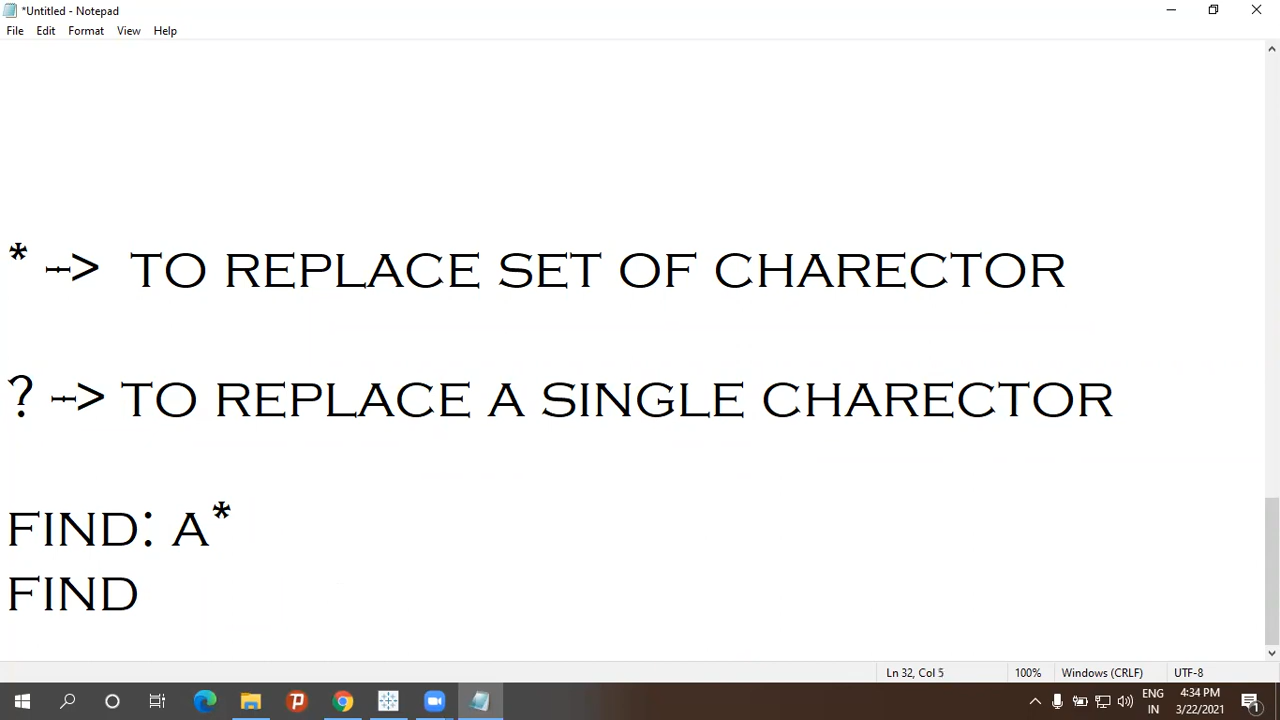 *Untitled - Notepad
File Edit Format View Help
* --> TO REPLACE SET OF CHARECTOR
? --> TO REPLACE A SINGLE CHARECTOR
FIND: A*
FIND
Ln 32, Col 5 100% Windows (CRLF) UTF-8
ENG 4:34 PM
IN 3/22/2021 1